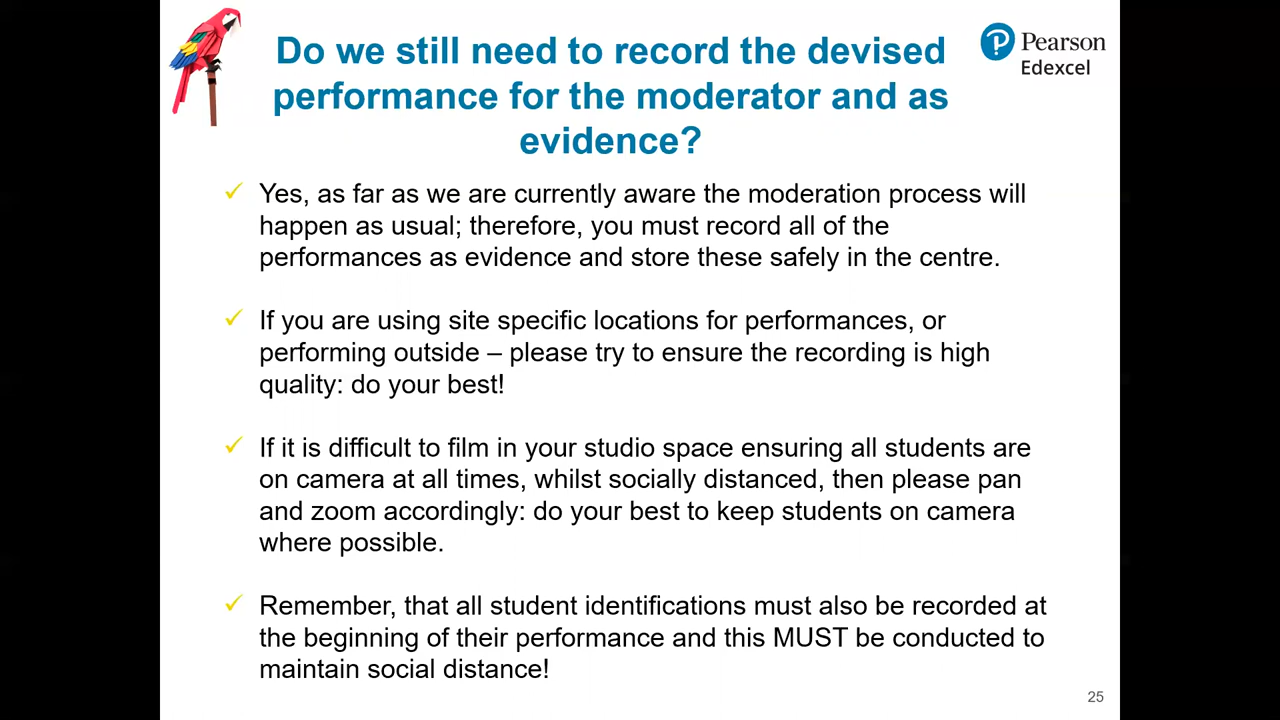 Do we still need to record the devised
performance for the moderator and as
evidence?
Pearson
Edexcel
Yes, as far as we are currently aware the moderation process will
happen as usual; therefore, you must record all of the
performances as evidence and store these safely in the centre.
If you are using site specific locations for performances, or
performing outside – please try to ensure the recording is high
quality: do your best!
If it is difficult to film in your studio space ensuring all students are
on camera at all times, whilst socially distanced, then please pan
and zoom accordingly: do your best to keep students on camera
where possible.
Remember, that all student identifications must also be recorded at
the beginning of their performance and this MUST be conducted to
maintain social distance!
25